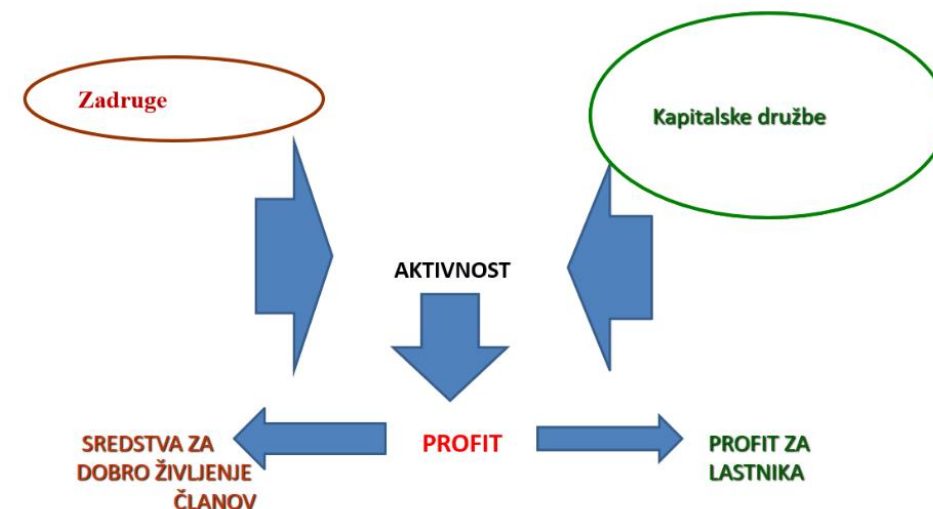 Zadruge
Kapitalske družbe
AKTIVNOST
PROFIT
SREDSTVA ZA
DOBRO ŽIVLJENJE
ČLANOV
PROFIT ZA
LASTNIKA